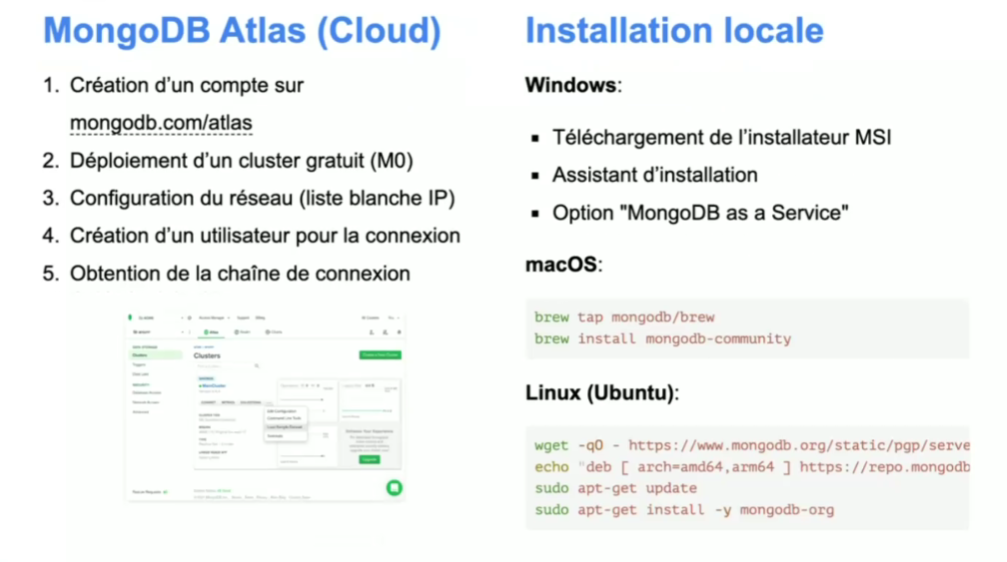 MongoDB Atlas (Cloud)
1. Création d'un compte sur
mongodb.com/atlas
2. Déploiement d'un cluster gratuit (M0)
3. Configuration du réseau (liste blanche IP)
4. Création d'un utilisateur pour la connexion
5. Obtention de la chaîne de connexion
Clusters
Installation locale
Windows:
▪ Téléchargement de l'installateur MSI
▪ Assistant d'installation
▪ Option "MongoDB as a Service"
macOS:
brew tap mongodb/brew
brew install mongodb-community
Linux (Ubuntu):
wget -qO - https://www.mongodb.org/static/pgp/serve
echo "deb [ arch=amd64,arm64 ] https://repo.mongodb
sudo apt-get update
sudo apt-get install -y mongodb-org